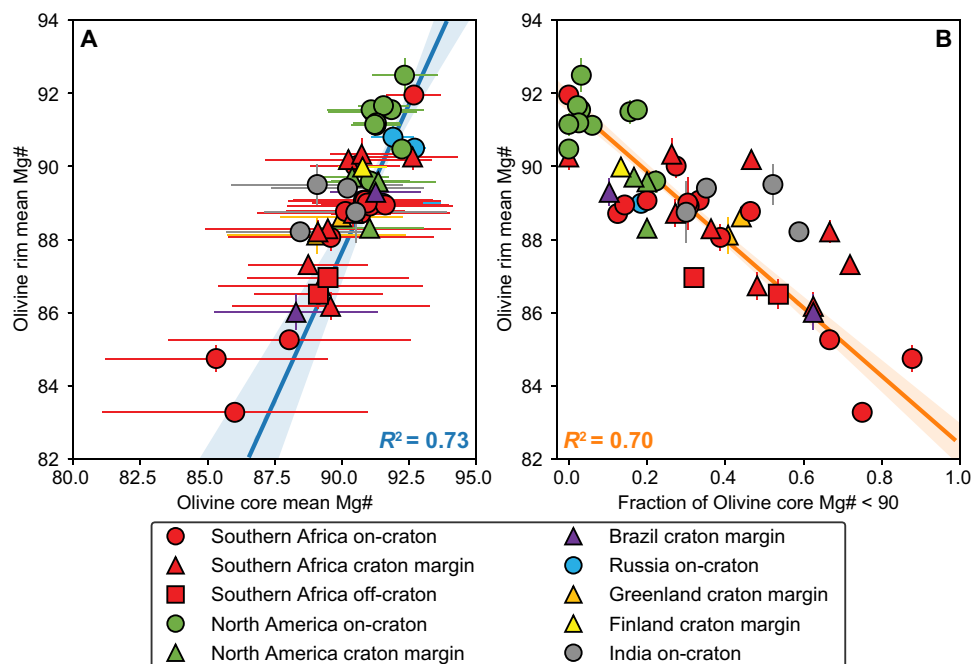 A
94
92
90
88
86
84
82
Olivine rim mean Mg#
R² = 0.73
80.0 82.5 85.0 87.5 90.0 92.5 95.0
Olivine core mean Mg#
B
94
92
90
88
86
84
82
Olivine rim mean Mg#
R² = 0.70
0.0 0.2 0.4 0.6 0.8 1.0
Fraction of Olivine core Mg# < 90
Southern Africa on-craton
Southern Africa craton margin
Southern Africa off-craton
North America on-craton
North America craton margin
Brazil craton margin
Russia on-craton
Greenland craton margin
Finland craton margin
India on-craton